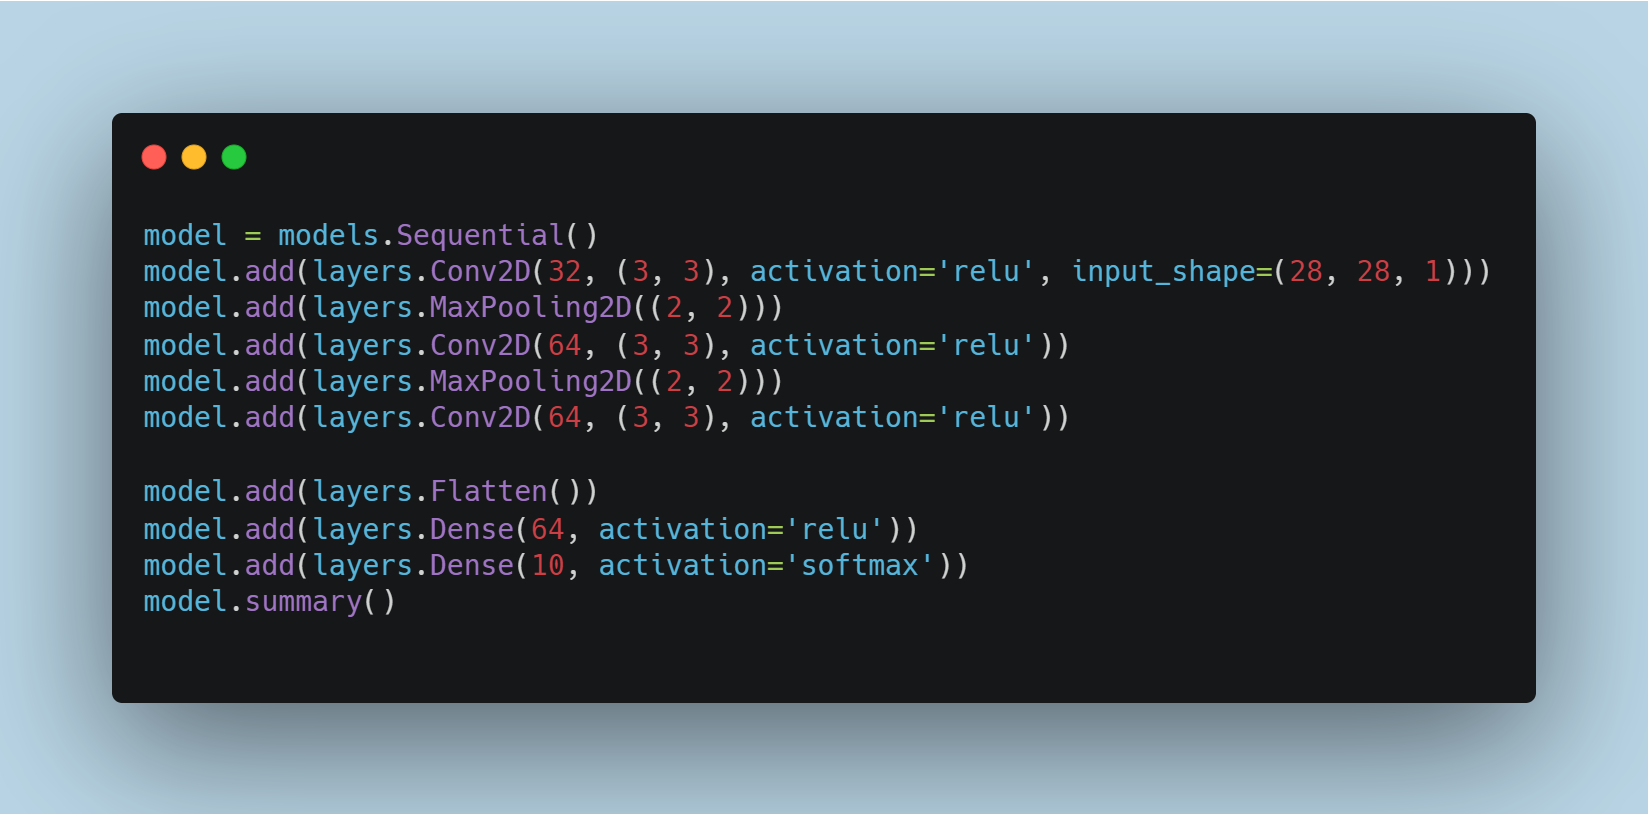 model = models.Sequential()
model.add(layers.Conv2D(32, (3, 3), activation='relu', input_shape=(28, 28, 1)))
model.add(layers.MaxPooling2D((2, 2)))
model.add(layers.Conv2D(64, (3, 3), activation='relu'))
model.add(layers.MaxPooling2D((2, 2)))
model.add(layers.Conv2D(64, (3, 3), activation='relu'))

model.add(layers.Flatten())
model.add(layers.Dense(64, activation='relu'))
model.add(layers.Dense(10, activation='softmax'))
model.summary()